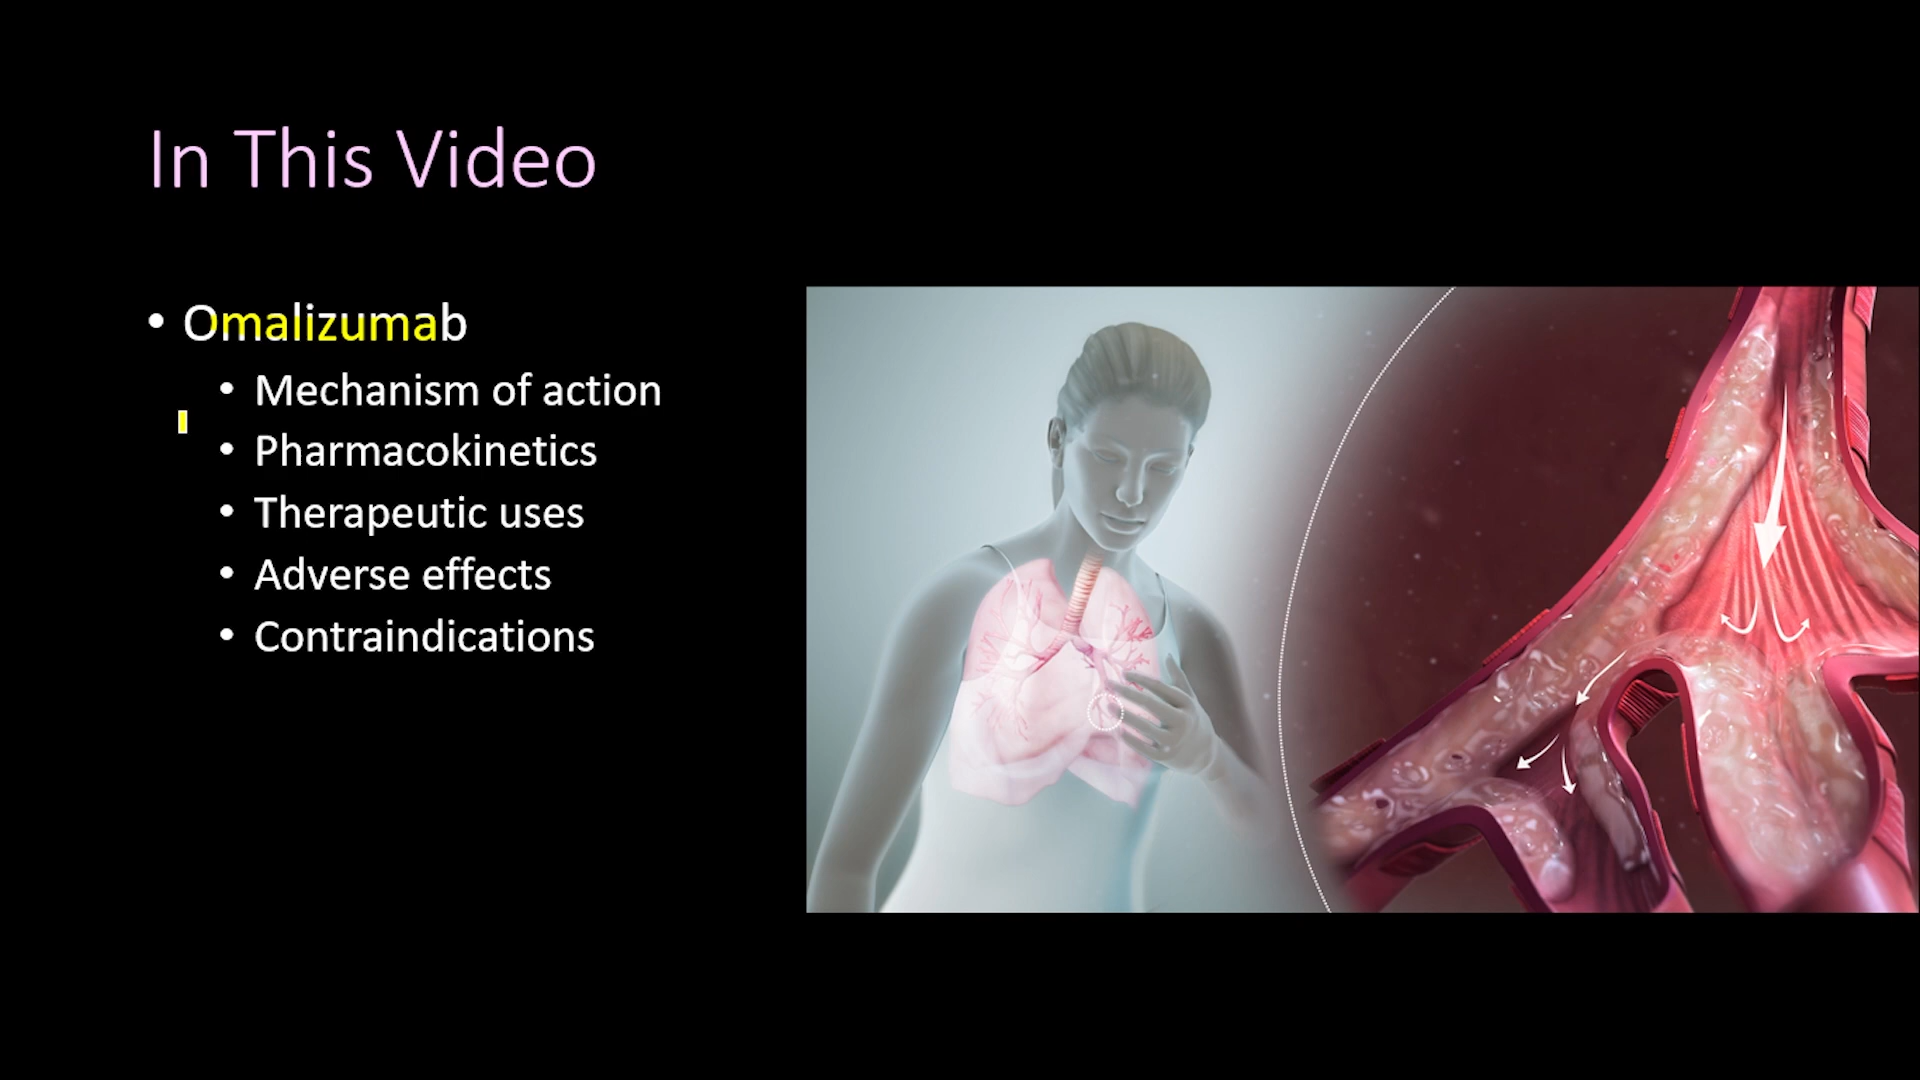 In This Video
• Omalizumab
• Mechanism of action
• Pharmacokinetics
• Therapeutic uses
• Adverse effects
• Contraindications